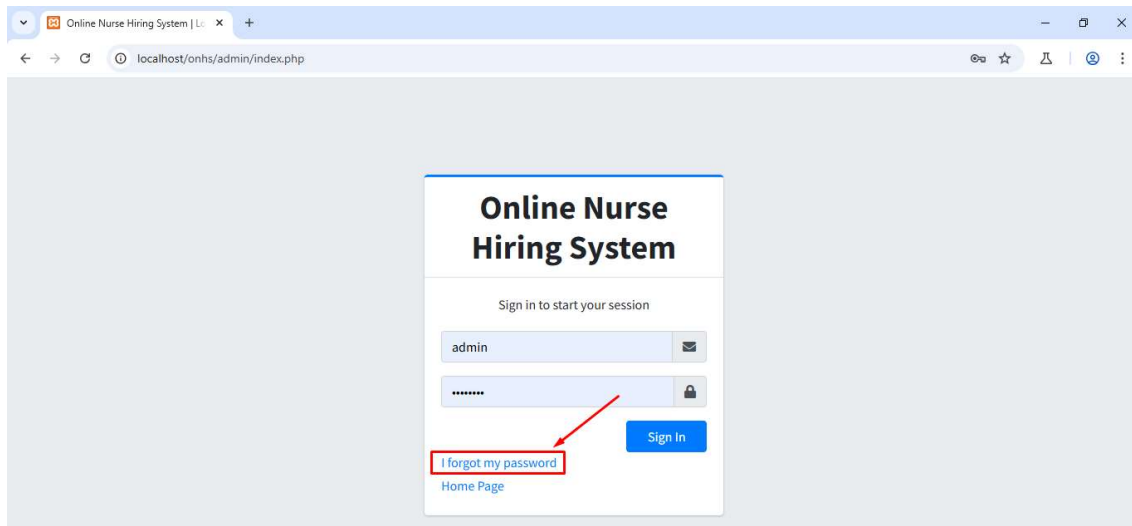 Online Nurse Hiring System | Lo
localhost/onhs/admin/index.php
Online Nurse
Hiring System
Sign in to start your session
admin
••••••••
Sign In
I forgot my password
Home Page